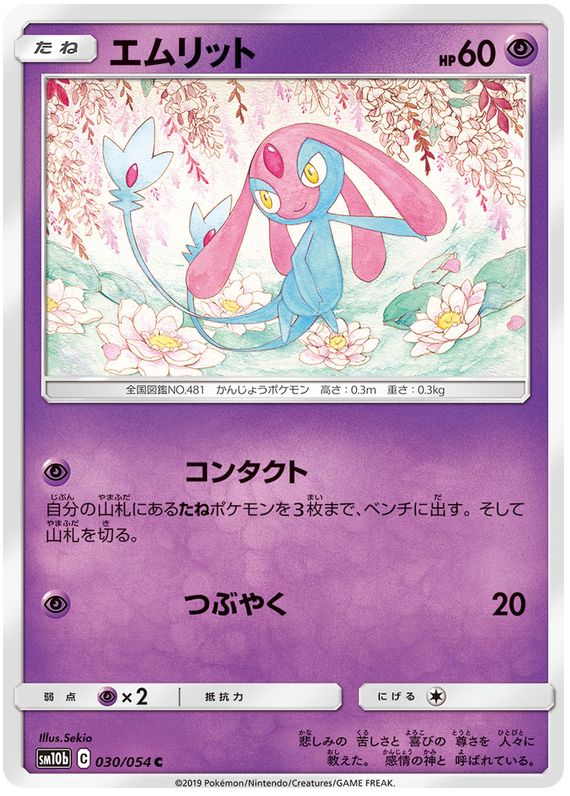 たね エムリット HP60
全国図鑑NO.481 かんじょうポケモン 高さ：0.3m 重さ：0.3kg
コンタクト
自分の山札にあるたねポケモンを3枚まで、ベンチに出す。そして
山札を切る。
つぶやく 20
弱点 ×2 抵抗力 にげる
Illus.Sekio
sm10b C 030/054 C
悲しみの 苦しさと 喜びの 尊さを 人々に
教えた。 感情の神と 呼ばれている。
©2019 Pokémon/Nintendo/Creatures/GAME FREAK.